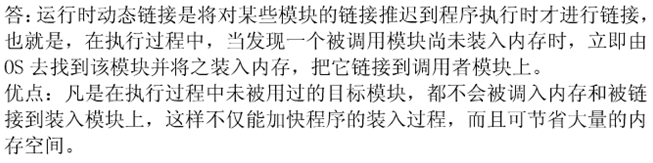 答：运行时动态链接是将对某些模块的链接推迟到程序执行时才进行链接，
也就是，在执行过程中，当发现一个被调用模块尚未装入内存时，立即由
OS 去找到该模块并将之装入内存，把它链接到调用者模块上。
优点：凡是在执行过程中未被用过的目标模块，都不会被调入内存和被链
接到装入模块上，这样不仅能加快程序的装入过程，而且可节省大量的内
存空间。